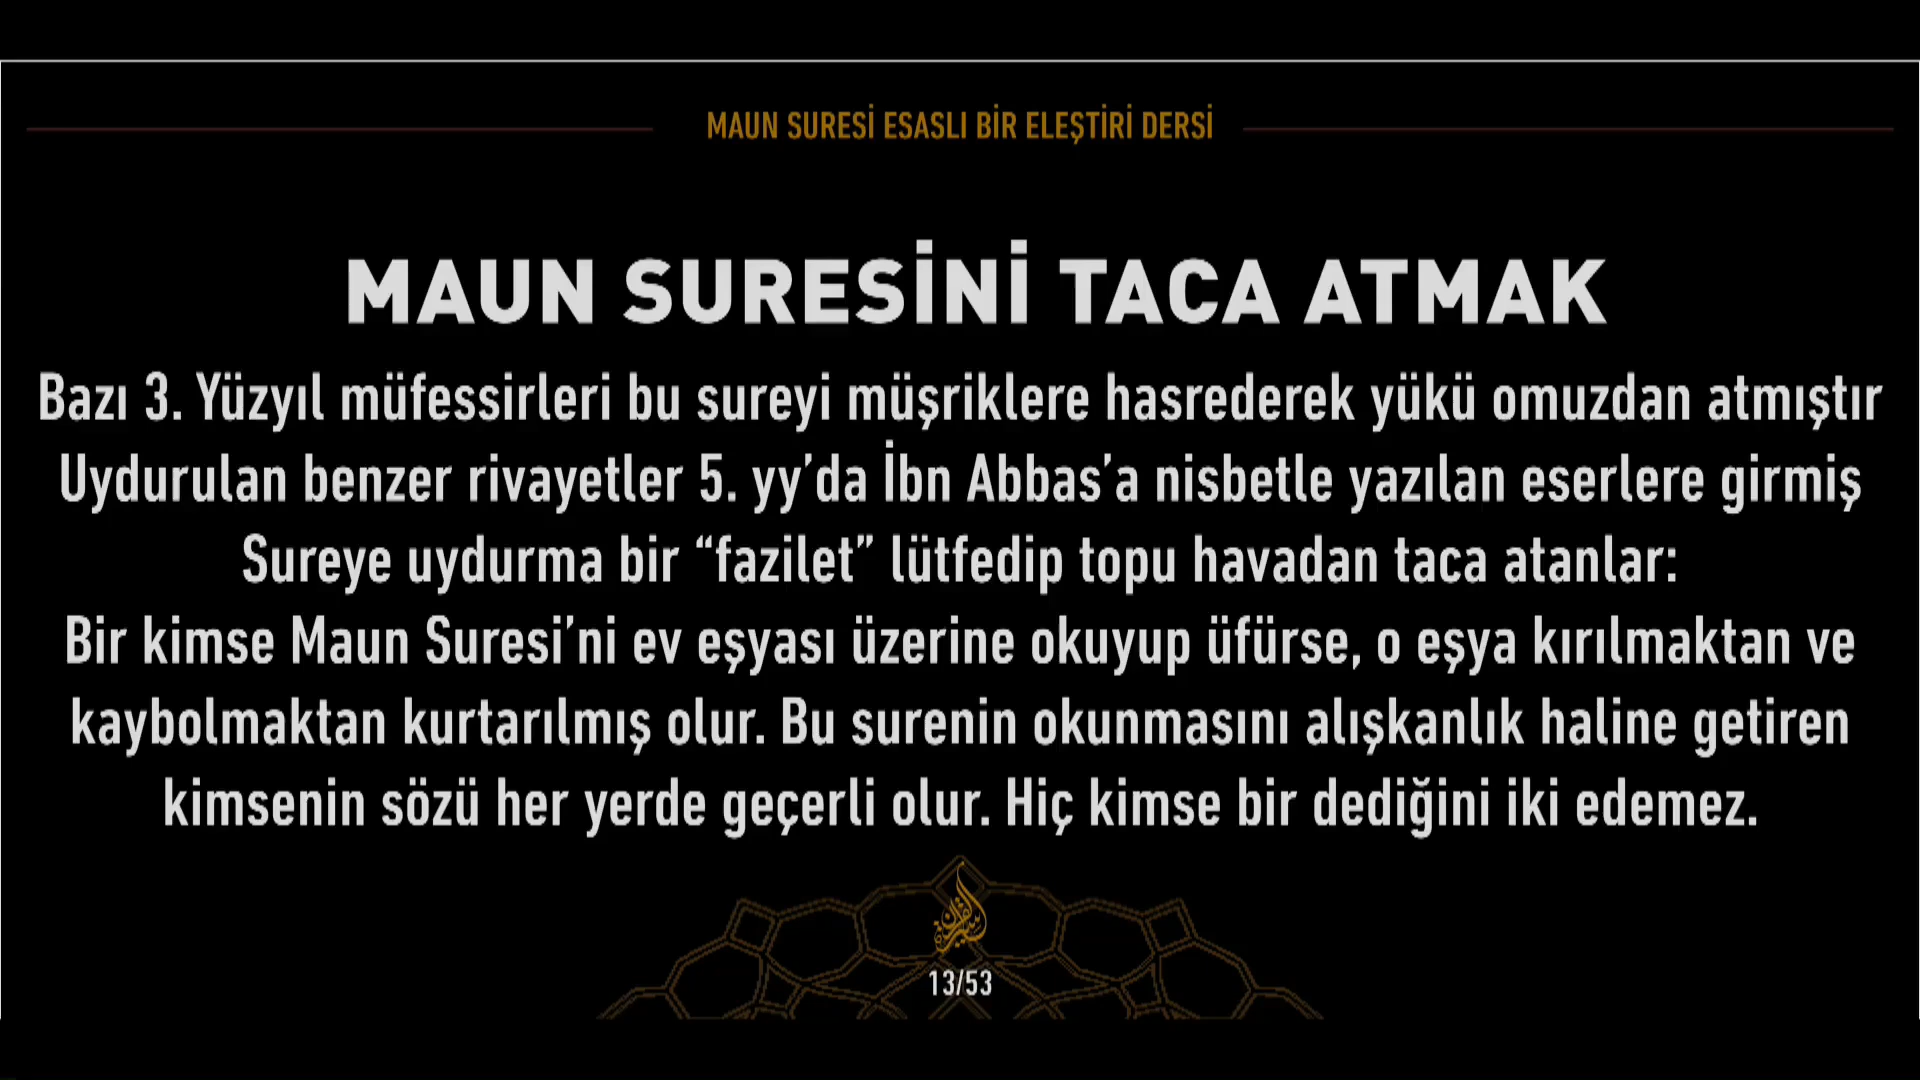 MAUN SURESİ ESASLI BİR ELEŞTİRİ DERSİ
MAUN SURESİNİ TACA ATMAK
Bazı 3. Yüzyıl müfessirleri bu sureyi müşriklere hasrederek yükü omuzdan atmıştır
Uydurulan benzer rivayetler 5. yy’da İbn Abbas’a nisbetle yazılan eserlere girmiş
Sureye uydurma bir “fazilet” lütfedip topu havadan taca atanlar:
Bir kimse Maun Suresi’ni ev eşyası üzerine okuyup üfürse, o eşya kırılmaktan ve
kaybolmaktan kurtarılmış olur. Bu surenin okunmasını alışkanlık haline getiren
kimsenin sözü her yerde geçerli olur. Hiç kimse bir dediğini iki edemez.
13/53